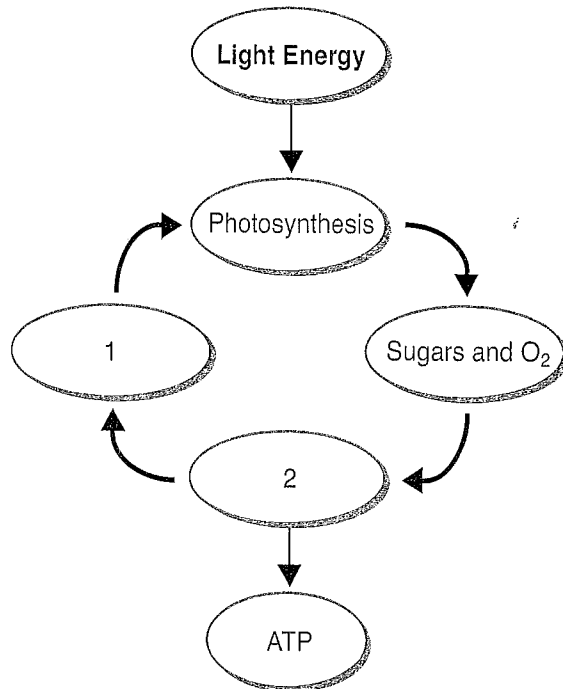 Light Energy
Photosynthesis
1
Sugars and O₂
2
ATP